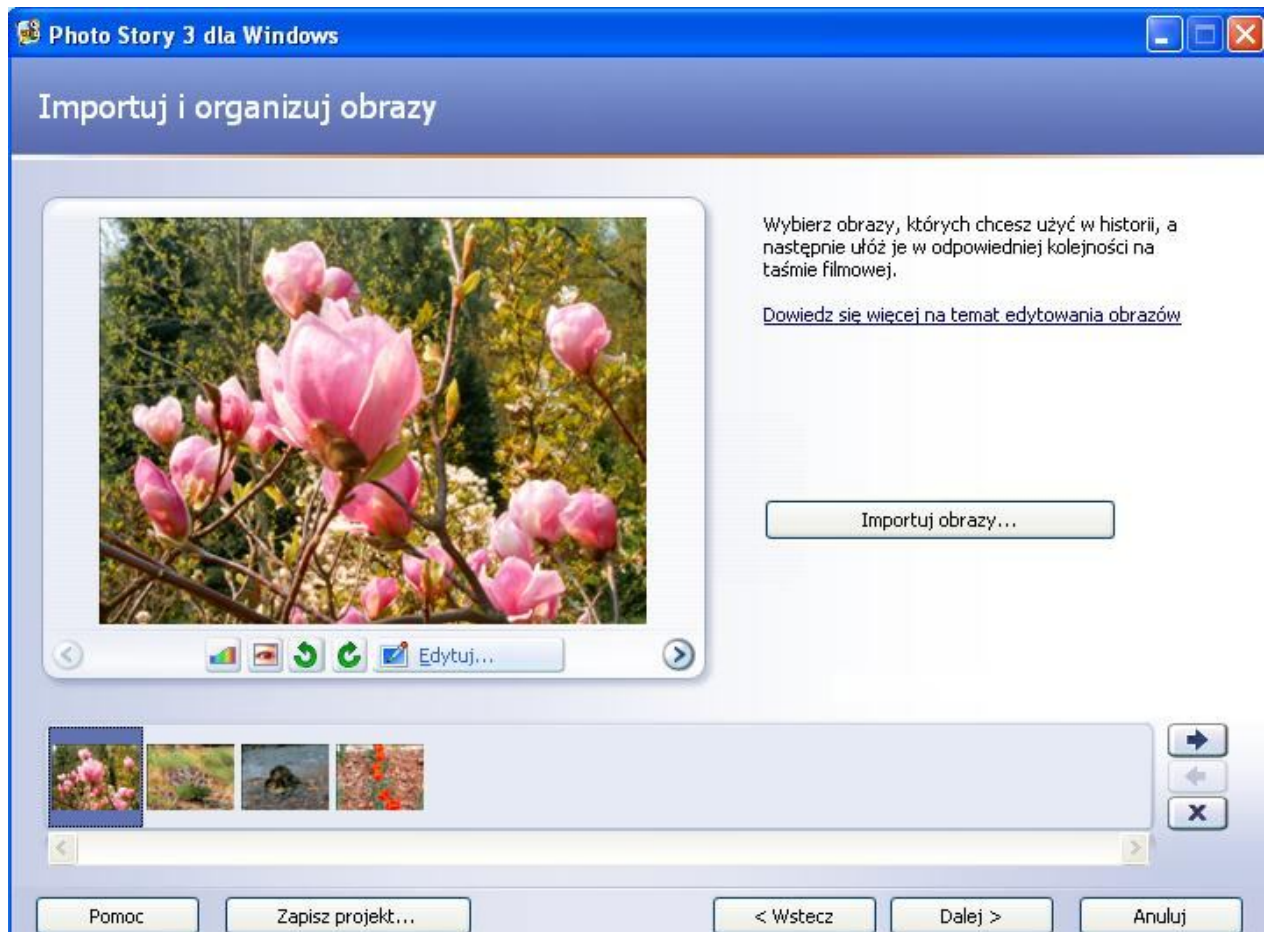 Photo Story 3 dla Windows
Importuj i organizuj obrazy
Wybierz obrazy, których chcesz użyć w historii, a
następnie ułóż je w odpowiedniej kolejności na
taśmie filmowej.
Dowiedz się więcej na temat edytowania obrazów
Importuj obrazy...
Edytuj...
Pomoc
Zapisz projekt...
< Wstecz
Dalej >
Anuluj